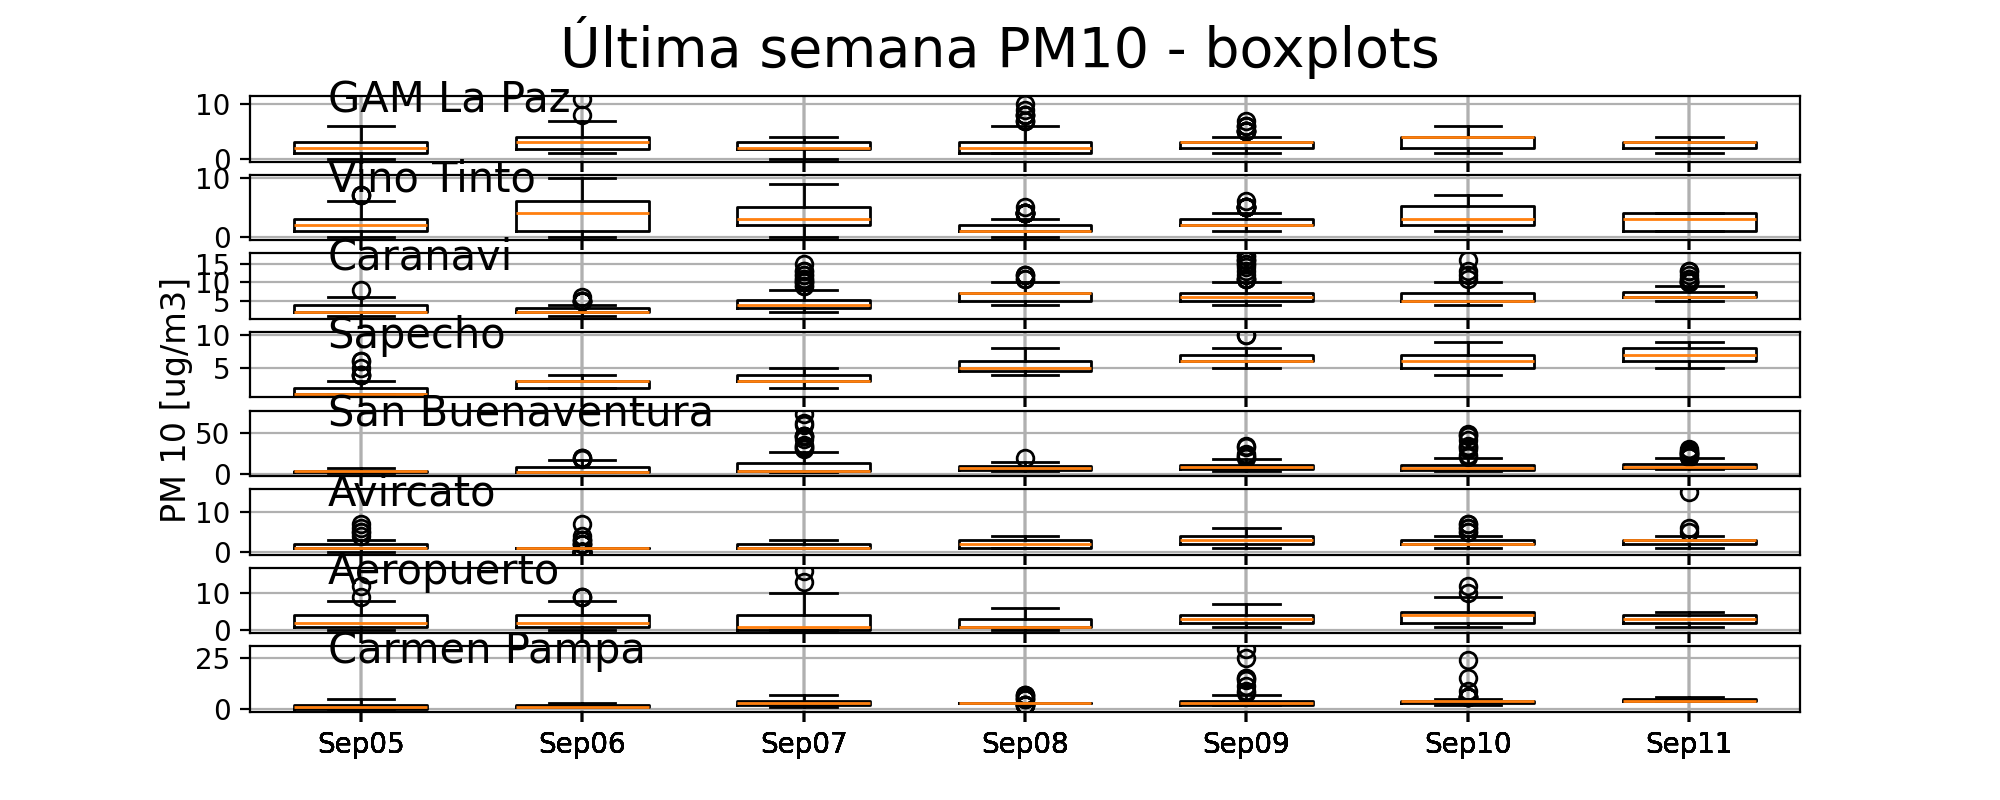 Última semana PM10 - boxplots
GAM La Paz
10
0
Vino Tinto
10
0
Caranavi
15
10
5
Sapecho
10
5
PM 10 [ug/m3]
San Buenaventura
50
0
Avircato
10
0
Aeropuerto
10
0
Carmen Pampa
25
0
Sep05 Sep06 Sep07 Sep08 Sep09 Sep10 Sep11